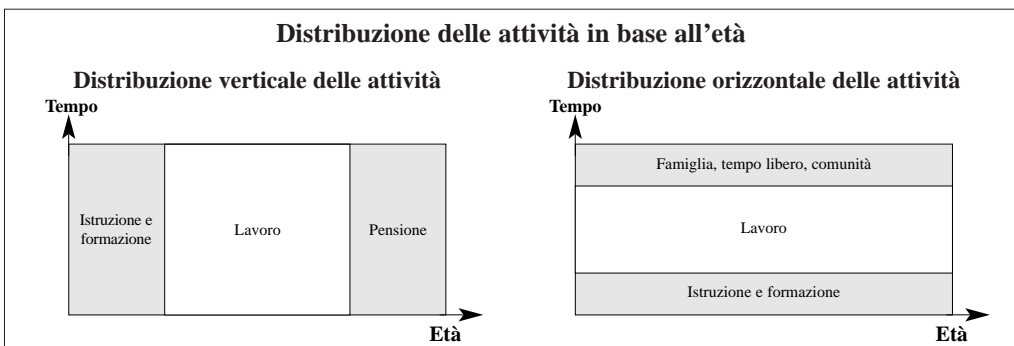 Distribuzione delle attività in base all'età
Distribuzione verticale delle attività
Tempo
Istruzione e
formazione
Lavoro
Pensione
Età
Distribuzione orizzontale delle attività
Tempo
Famiglia, tempo libero, comunità
Lavoro
Istruzione e formazione
Età